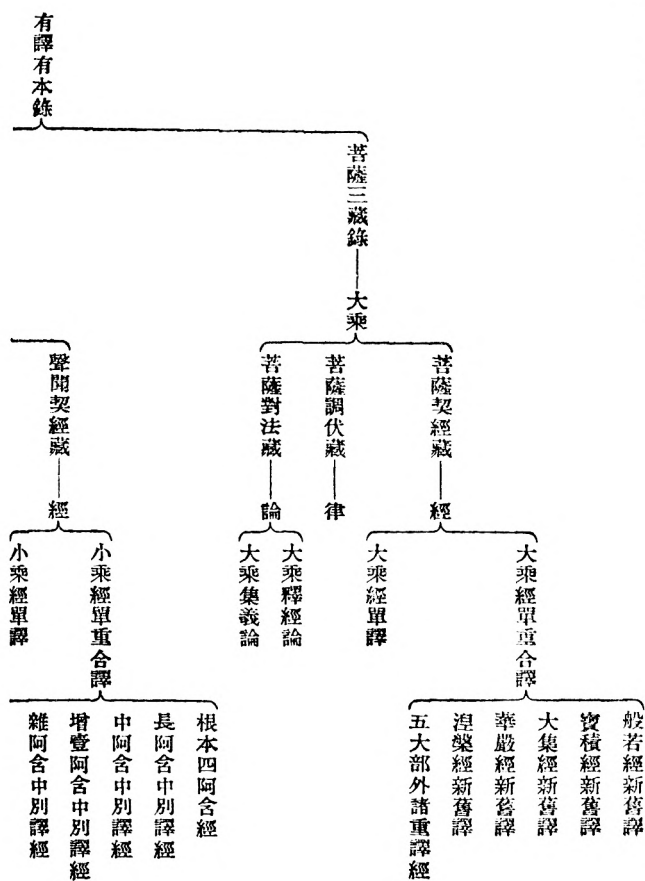 有譯有本錄
菩薩三藏錄
大乘
菩薩契經藏
經
大乘經單重合譯
般若經新舊譯
寶積經新舊譯
大集經新舊譯
華嚴經新舊譯
涅槃經新舊譯
五大部外諸重譯經
大乘經單譯
菩薩調伏藏
律
菩薩對法藏
論
大乘釋經論
大乘集義論
聲聞契經藏
經
小乘經單重合譯
根本四阿含經
長阿含中別譯經
中阿含中別譯經
增壹阿含中別譯經
雜阿含中別譯經
小乘經單譯